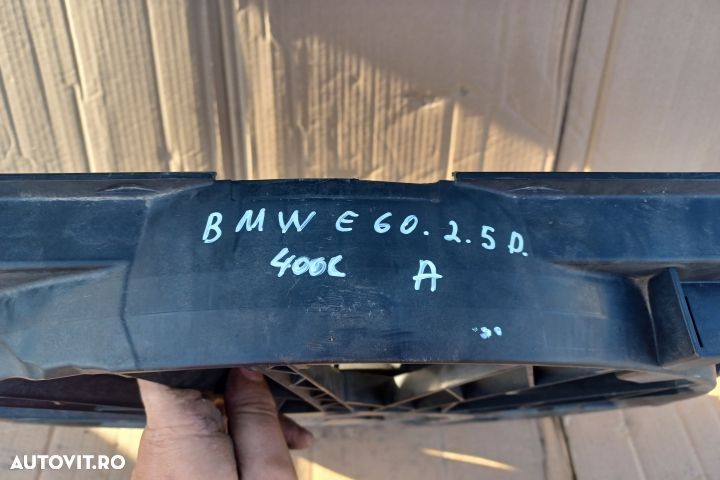 BMW E60. 2.5D.
400C A
AUTOVIT.RO